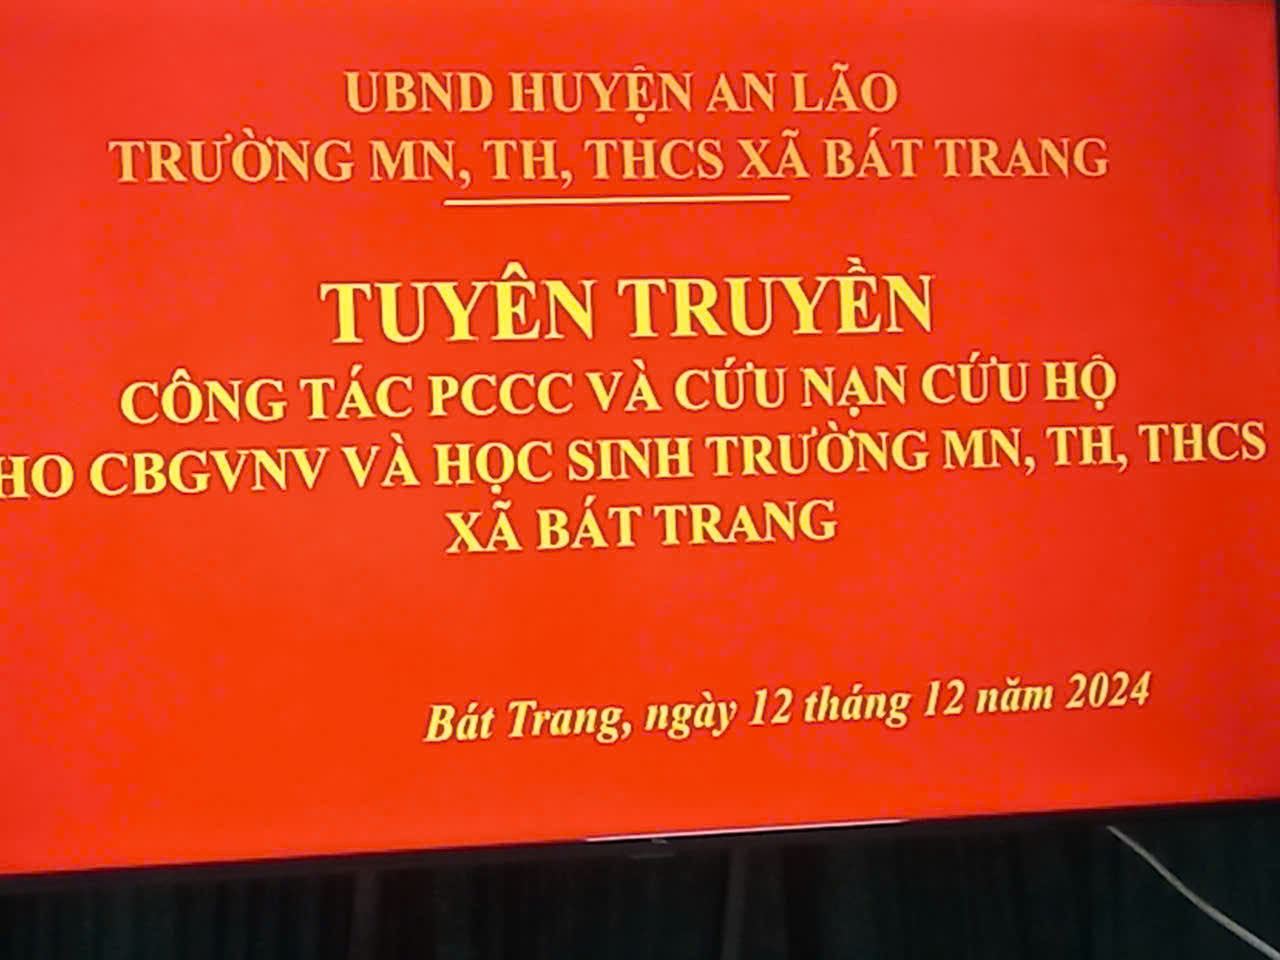 UBND HUYỆN AN LÃO
TRƯỜNG MN, TH, THCS XÃ BÁT TRANG
TUYÊN TRUYỀN
CÔNG TÁC PCCC VÀ CỨU NẠN CỨU HỘ
HO CBGVNV VÀ HỌC SINH TRƯỜNG MN, TH, THCS
XÃ BÁT TRANG
Bát Trang, ngày 12 tháng 12 năm 2024